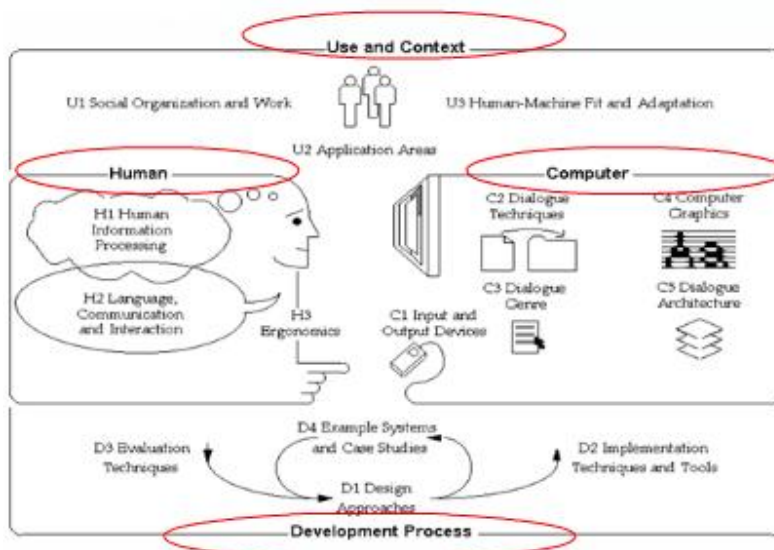 Use and Context
U1 Social Organization and Work
U3 Human-Machine Fit and Adaptation
U2 Application Areas
Human
Computer
H1 Human
Information
Processing
C2 Dialogue
Techniques
C4 Computer
Graphics
Aa
H2 Language,
Communication
and Interaction
H3
Ergonomics
C1 Input and
Output Devices
C3 Dialogue
Genre
C5 Dialogue
Architecture
D3 Evaluation
Techniques
D4 Example Systems
and Case Studies
D2 Implementation
Techniques and Tools
D1 Design
Approaches
Development Process